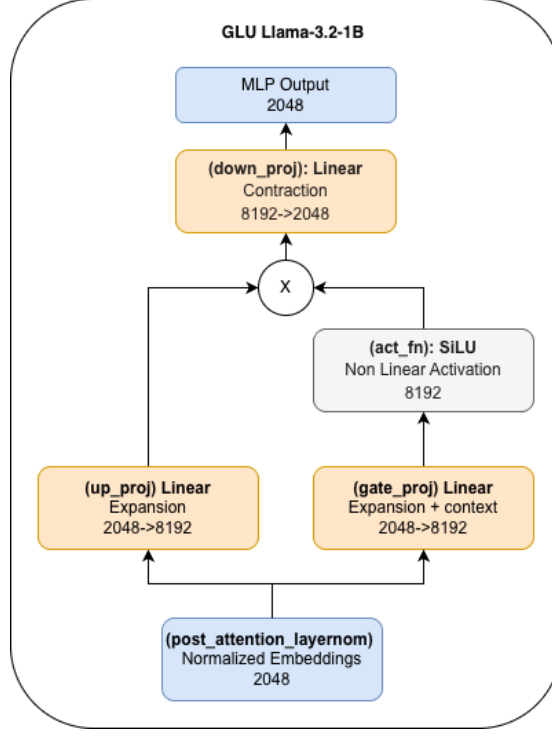 GLU Llama-3.2-1B
MLP Output
2048
(down_proj): Linear
Contraction
8192->2048
X
(act_fn): SiLU
Non Linear Activation
8192
(up_proj) Linear
Expansion
2048->8192
(gate_proj) Linear
Expansion + context
2048->8192
(post_attention_layernom)
Normalized Embeddings
2048